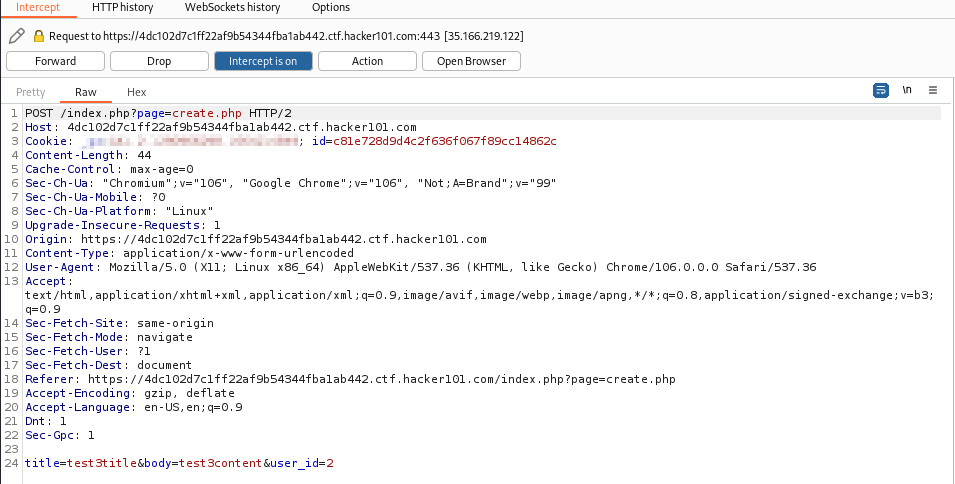 Intercept HTTP history WebSockets history Options
Request to https://4dc102d7c1ff22af9b54344fba1ab442.ctf.hacker101.com:443 [35.166.219.122]
Forward Drop Intercept is on Action Open Browser
Pretty Raw Hex \n
1 POST /index.php?page=create.php HTTP/2
2 Host: 4dc102d7c1ff22af9b54344fba1ab442.ctf.hacker101.com
3 Cookie: ; id=c81e728d9d4c2f636f067f89cc14862c
4 Content-Length: 44
5 Cache-Control: max-age=0
6 Sec-Ch-Ua: "Chromium";v="106", "Google Chrome";v="106", "Not;A=Brand";v="99"
7 Sec-Ch-Ua-Mobile: ?0
8 Sec-Ch-Ua-Platform: "Linux"
9 Upgrade-Insecure-Requests: 1
10 Origin: https://4dc102d7c1ff22af9b54344fba1ab442.ctf.hacker101.com
11 Content-Type: application/x-www-form-urlencoded
12 User-Agent: Mozilla/5.0 (X11; Linux x86_64) AppleWebKit/537.36 (KHTML, like Gecko) Chrome/106.0.0.0 Safari/537.36
13 Accept:
text/html,application/xhtml+xml,application/xml;q=0.9,image/avif,image/webp,image/apng,*/*;q=0.8,application/signed-exchange;v=b3;
q=0.9
14 Sec-Fetch-Site: same-origin
15 Sec-Fetch-Mode: navigate
16 Sec-Fetch-User: ?1
17 Sec-Fetch-Dest: document
18 Referer: https://4dc102d7c1ff22af9b54344fba1ab442.ctf.hacker101.com/index.php?page=create.php
19 Accept-Encoding: gzip, deflate
20 Accept-Language: en-US,en;q=0.9
21 Dnt: 1
22 Sec-Gpc: 1
23
24 title=test3title&body=test3content&user_id=2